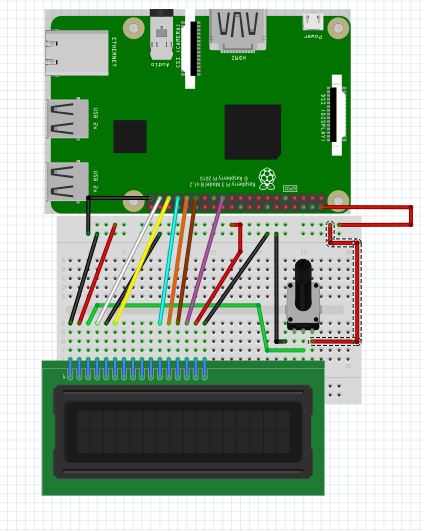 ETHERNET
Audio
CSI (CAMERA)
HDMI
Power
USB 2x
DSI (DISPLAY)
USB 2x
GPIO
Raspberry Pi 3 Model B v1.2
© Raspberry Pi 2015
1